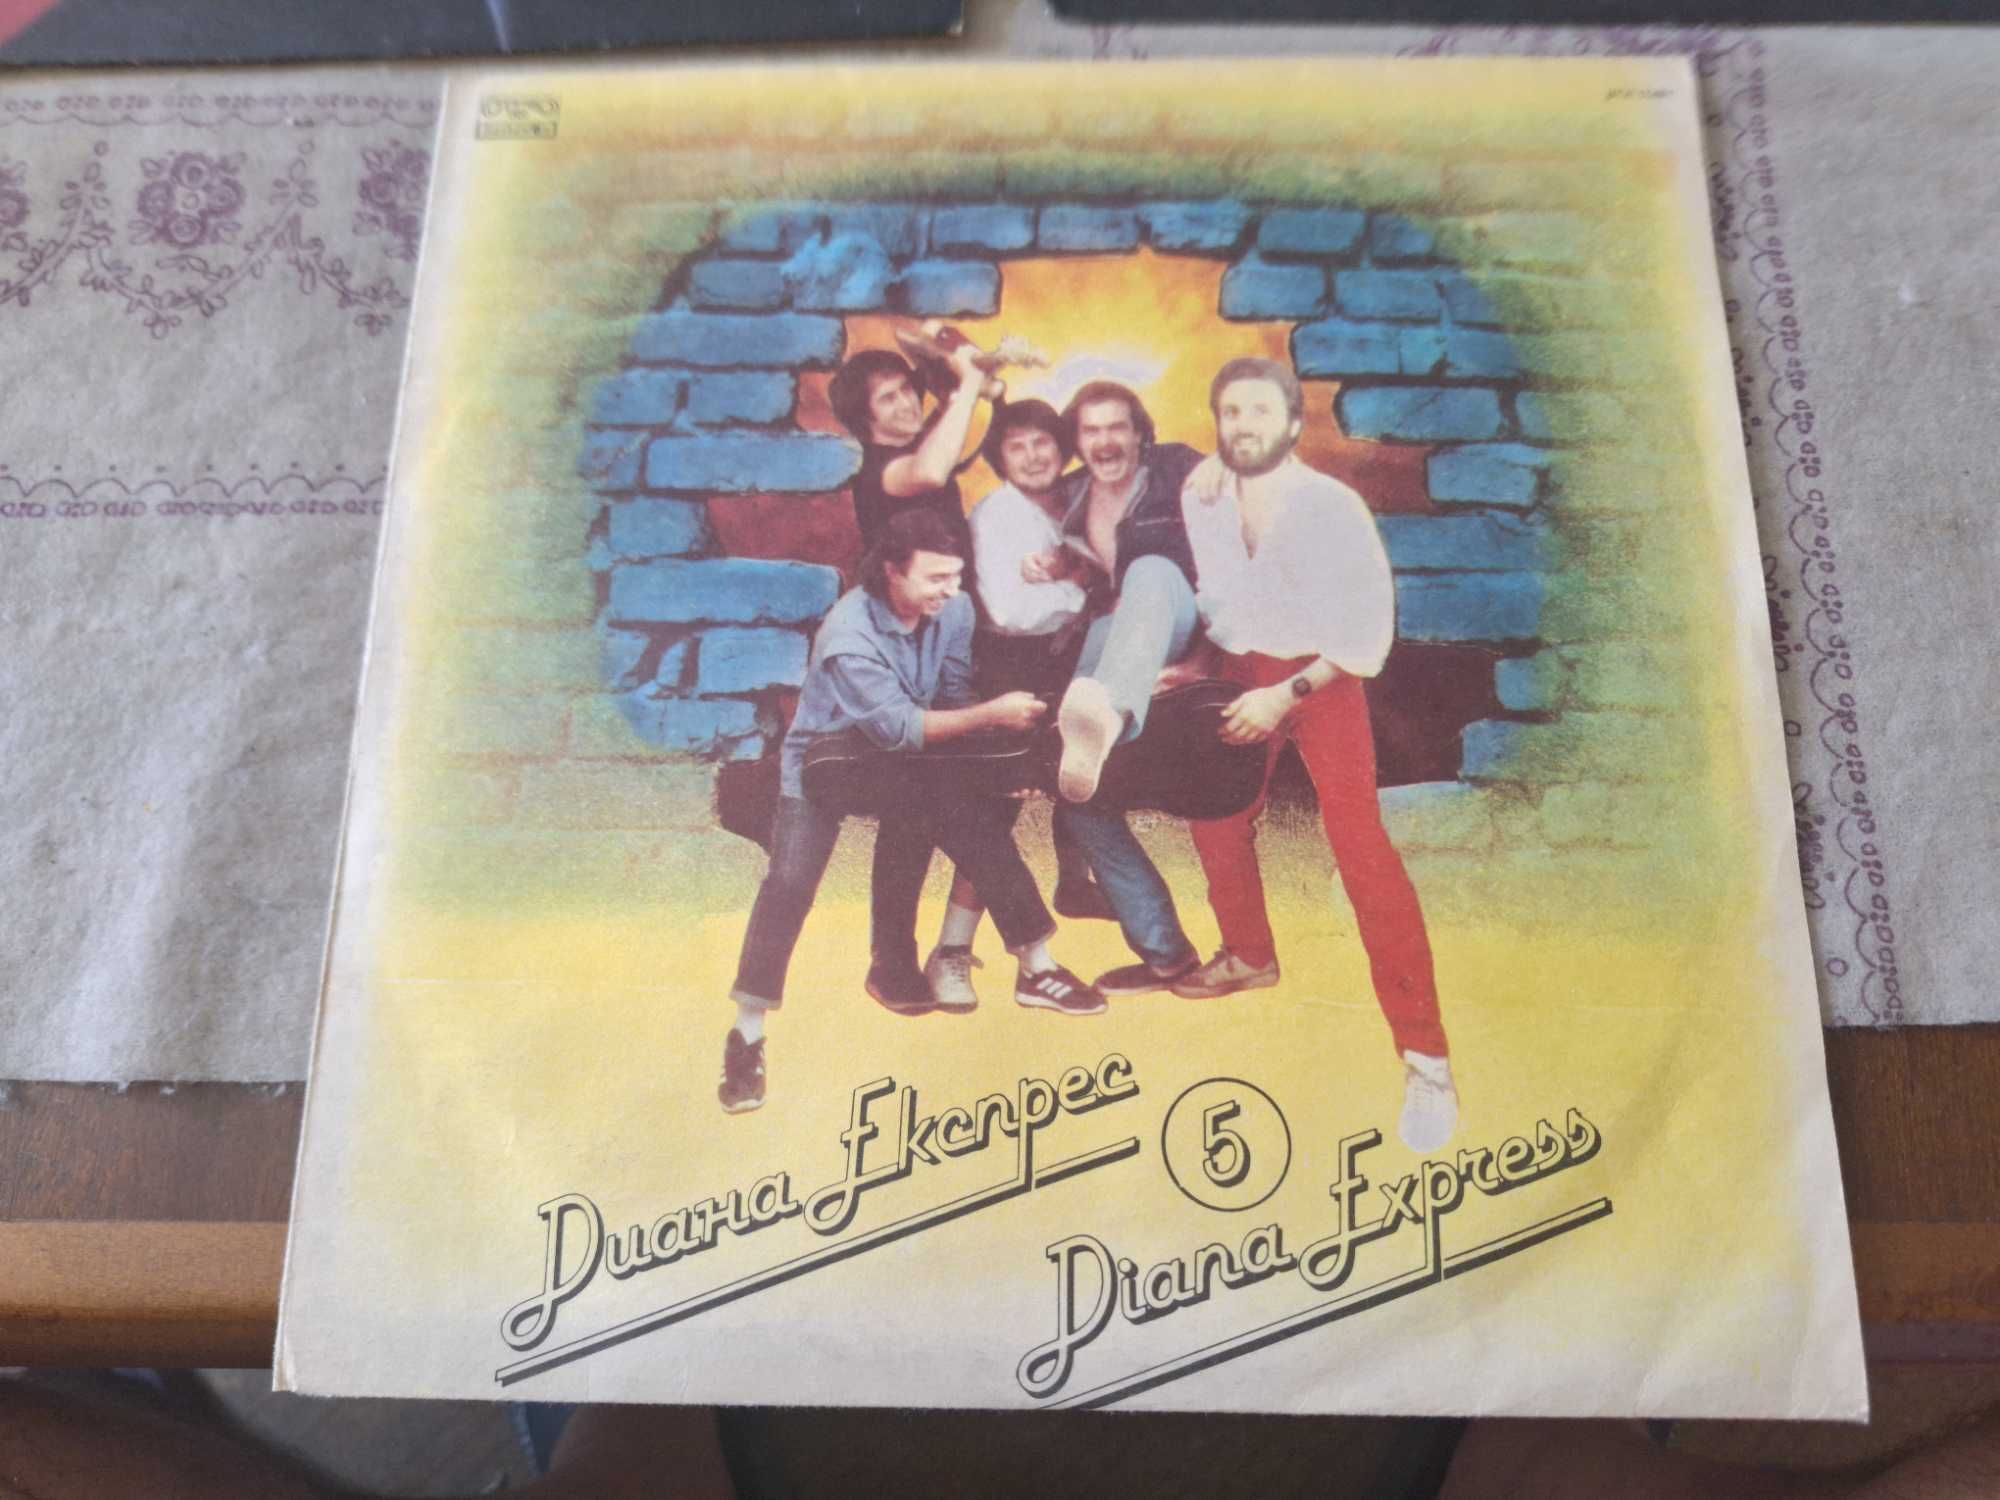 Диана Експрес
5
Diana Express